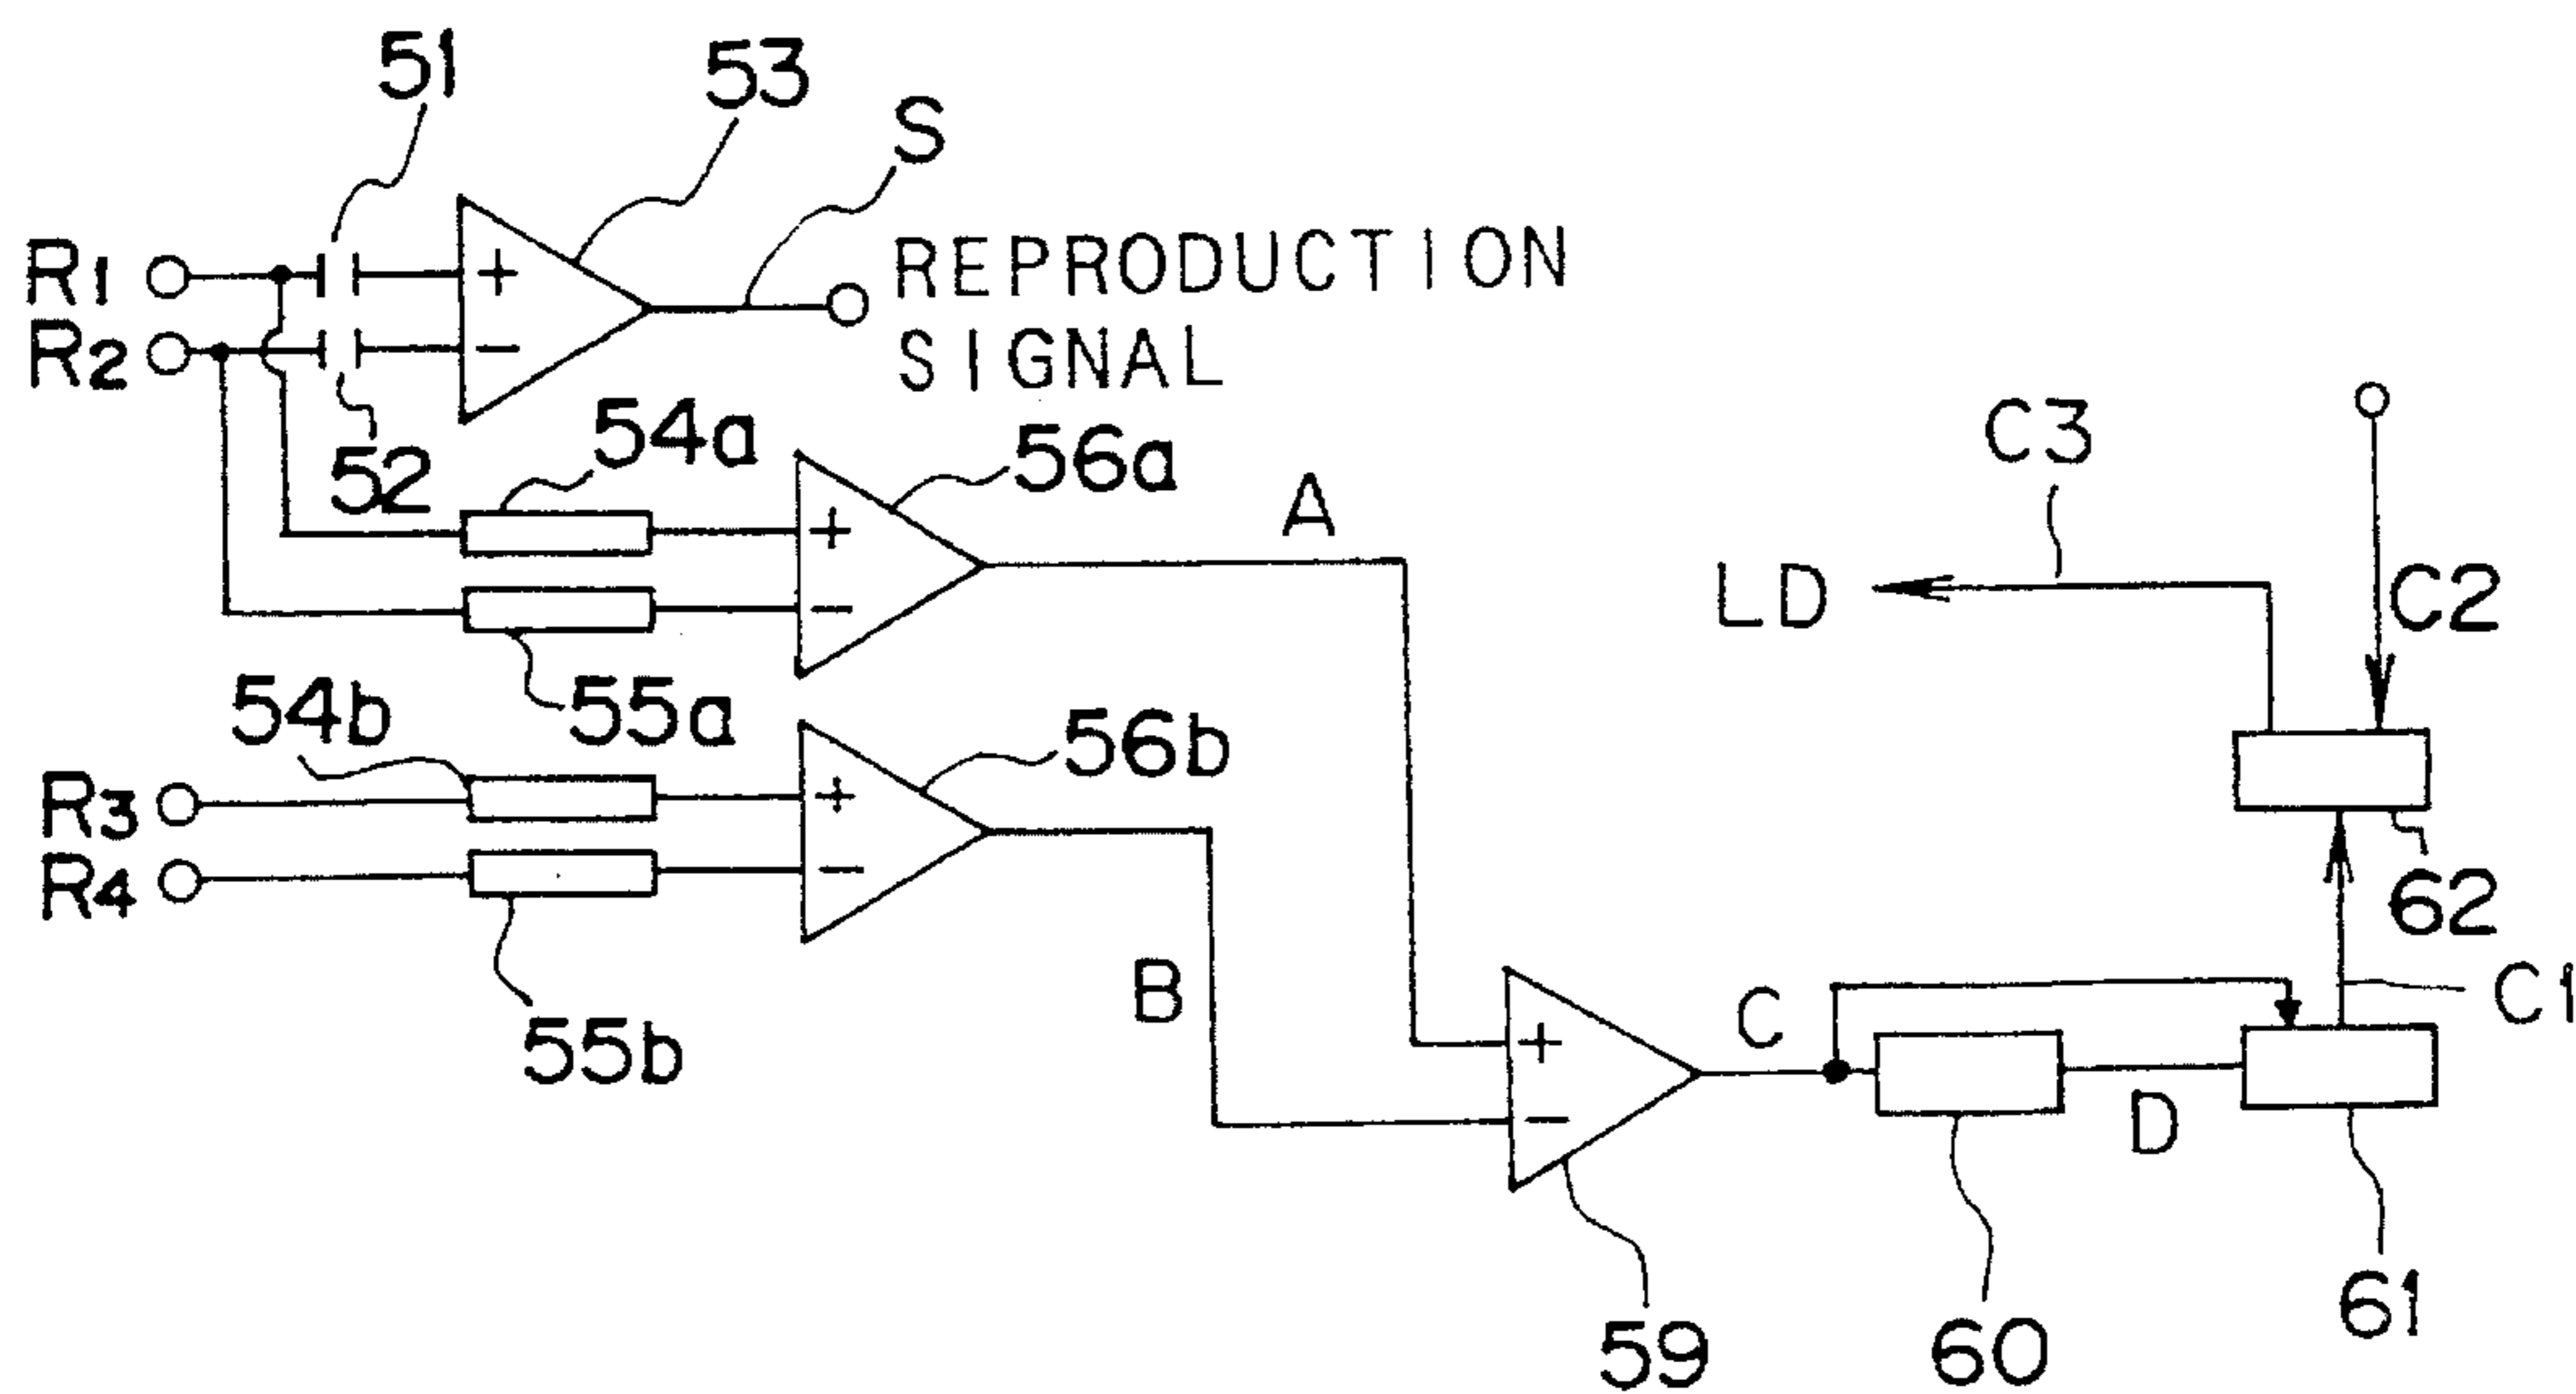 51
53
S
R1
R2
REPRODUCTION
SIGNAL
+
−
52
54a
56a
A
+
−
55a
C3
LD
C2
54b
56b
R3
R4
+
−
55b
B
62
C1
C
+
−
D
59
60
61